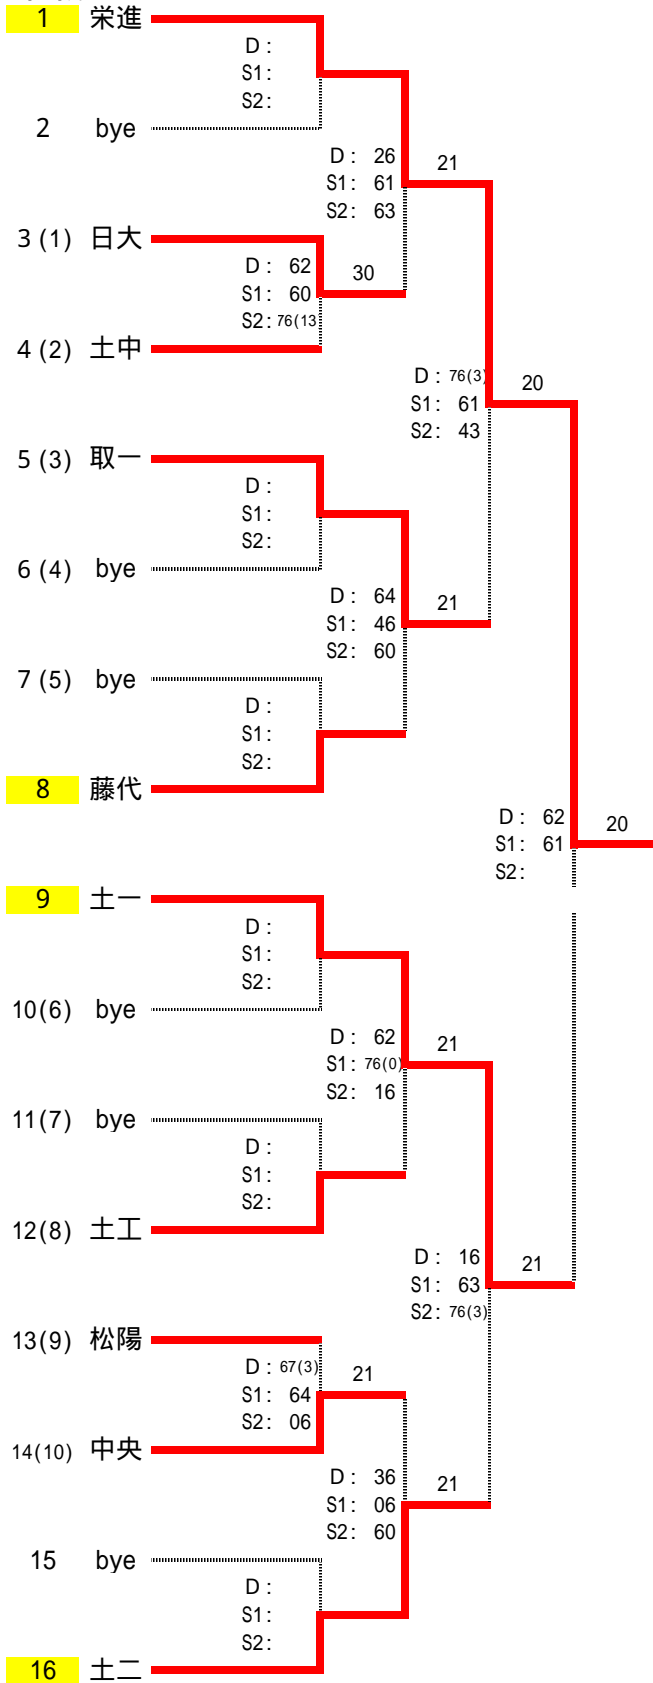 1 栄進
D :
S1:
S2:
2 bye
D : 26
S1: 61
S2: 63
21
3 (1) 日大
D : 62
S1: 60
S2: 76(13
30
4 (2) 土中
D : 76(3)
S1: 61
S2: 43
20
5 (3) 取一
D :
S1:
S2:
6 (4) bye
D : 64
S1: 46
S2: 60
21
7 (5) bye
D :
S1:
S2:
8 藤代
D : 62
S1: 61
S2:
20
9 土一
D :
S1:
S2:
10(6) bye
D : 62
S1: 76(0)
S2: 16
21
11(7) bye
D :
S1:
S2:
12(8) 土工
D : 16
S1: 63
S2: 76(3)
21
13(9) 松陽
D : 67(3)
S1: 64
S2: 06
21
14(10) 中央
D : 36
S1: 06
S2: 60
21
15 bye
D :
S1:
S2:
16 土二